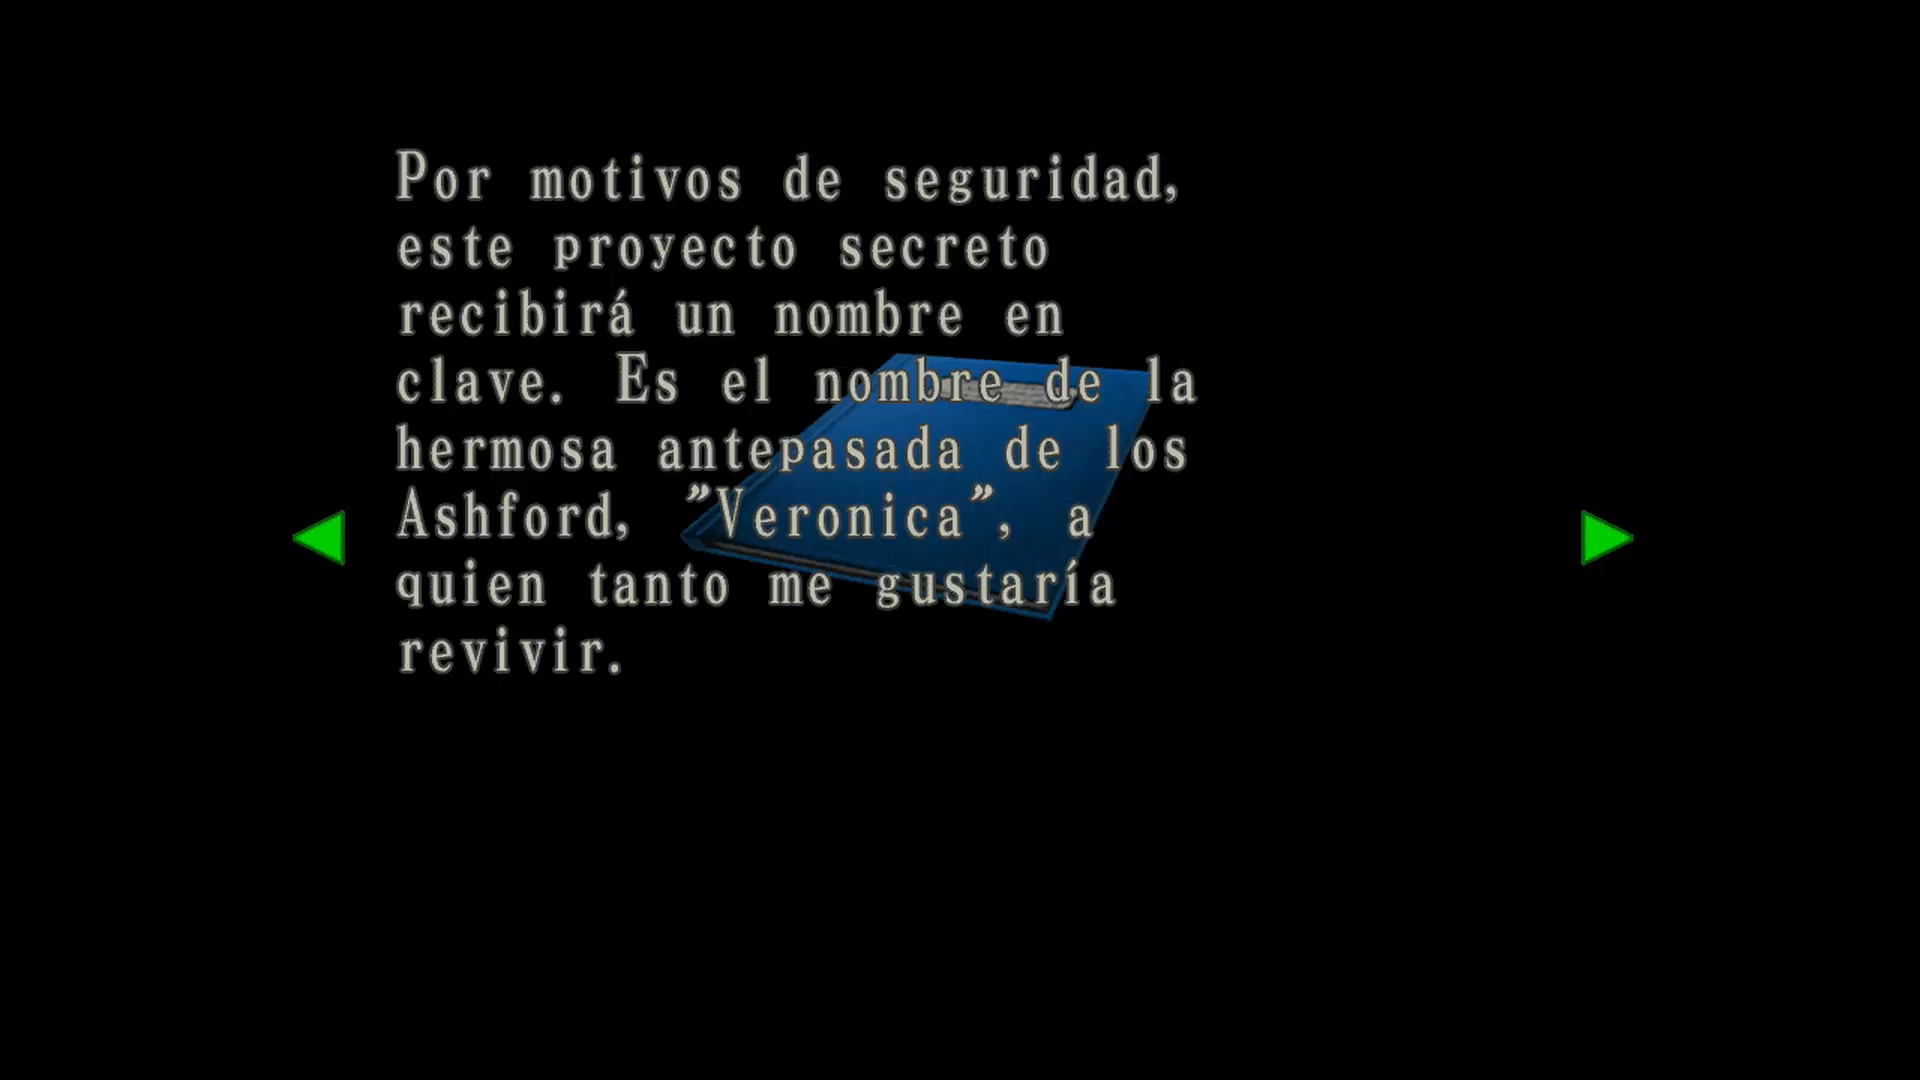 Por motivos de seguridad,
este proyecto secreto
recibirá un nombre en
clave. Es el nombre de la
hermosa antepasada de los
Ashford, ”Veronica”, a
quien tanto me gustaría
revivir.